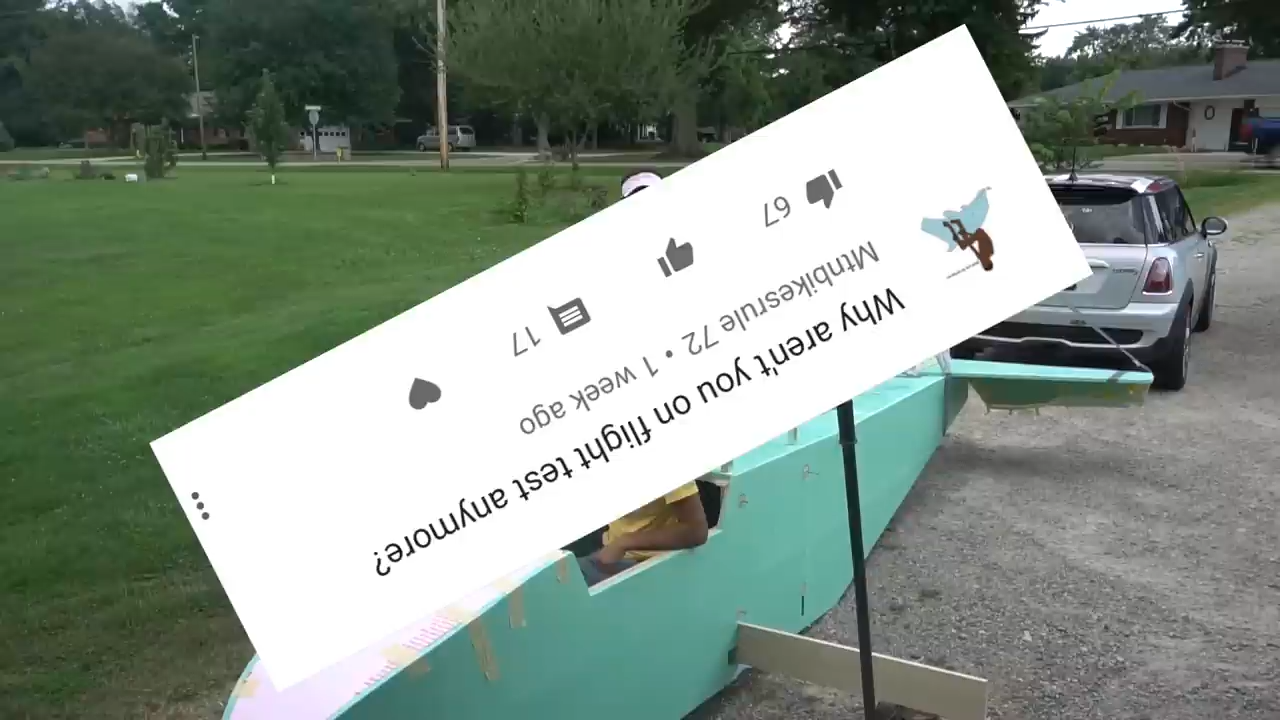 Why aren't you on flight test anymore?
Mtnbikesrule 72 • 1 week ago
67
17